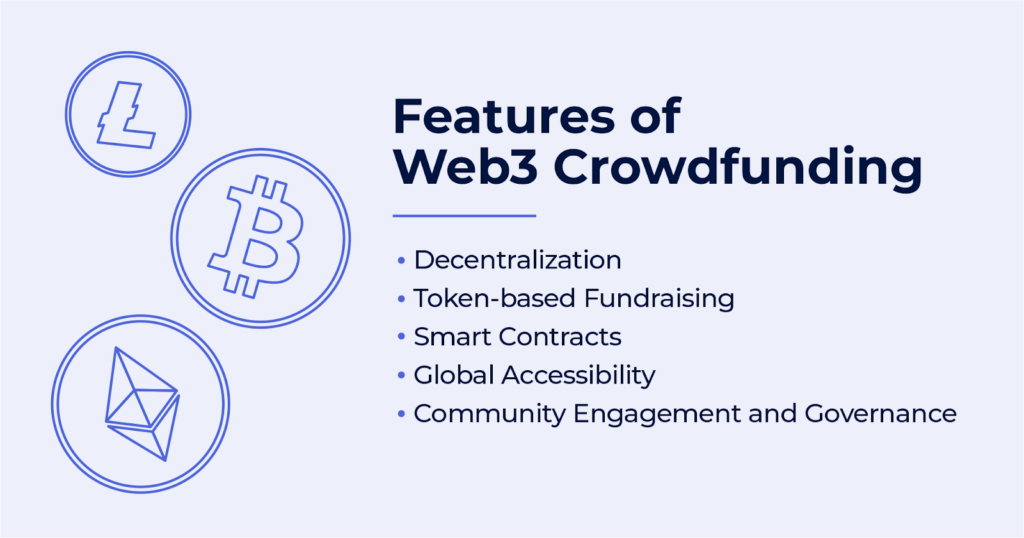 Features of
Web3 Crowdfunding
• Decentralization
• Token-based Fundraising
• Smart Contracts
• Global Accessibility
• Community Engagement and Governance